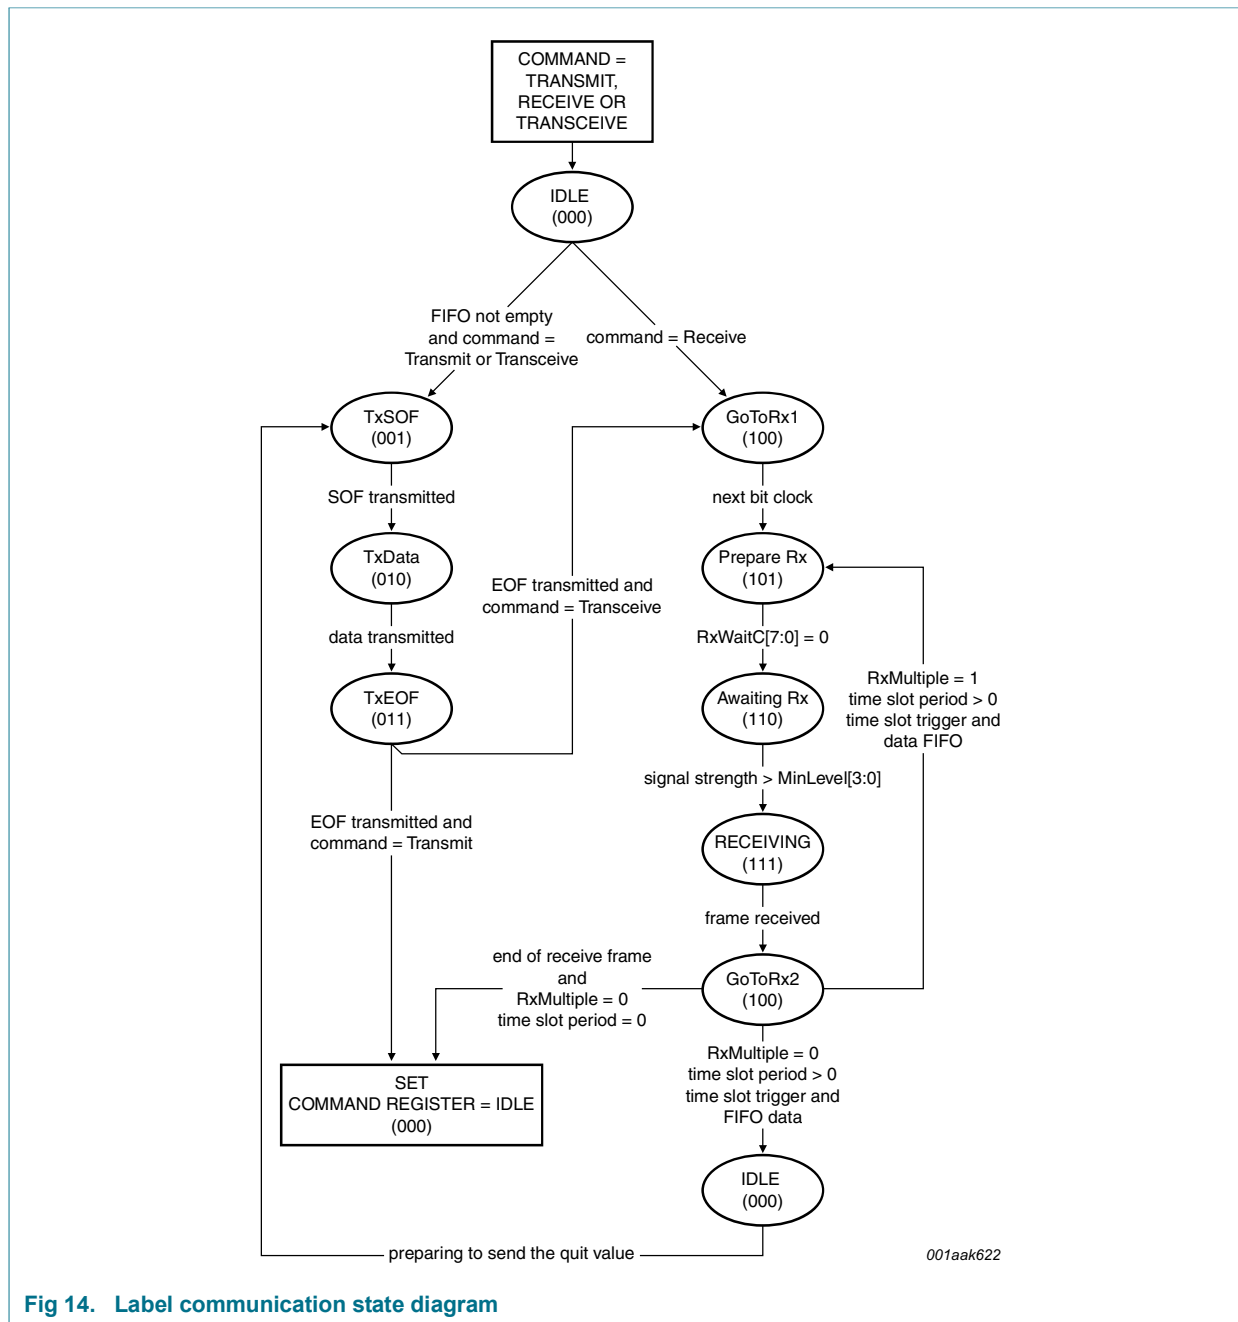 COMMAND =
TRANSMIT,
RECEIVE OR
TRANSCEIVE
IDLE
(000)
FIFO not empty
and command =
Transmit or Transceive
command = Receive
TxSOF
(001)
GoToRx1
(100)
SOF transmitted
next bit clock
TxData
(010)
Prepare Rx
(101)
EOF transmitted and
command = Transceive
data transmitted
RxWaitC[7:0] = 0
TxEOF
(011)
Awaiting Rx
(110)
RxMultiple = 1
time slot period > 0
time slot trigger and
data FIFO
signal strength > MinLevel[3:0]
EOF transmitted and
command = Transmit
RECEIVING
(111)
frame received
end of receive frame
and
RxMultiple = 0
time slot period = 0
GoToRx2
(100)
RxMultiple = 0
time slot period > 0
time slot trigger and
FIFO data
SET
COMMAND REGISTER = IDLE
(000)
IDLE
(000)
preparing to send the quit value
001aak622
Fig 14. Label communication state diagram